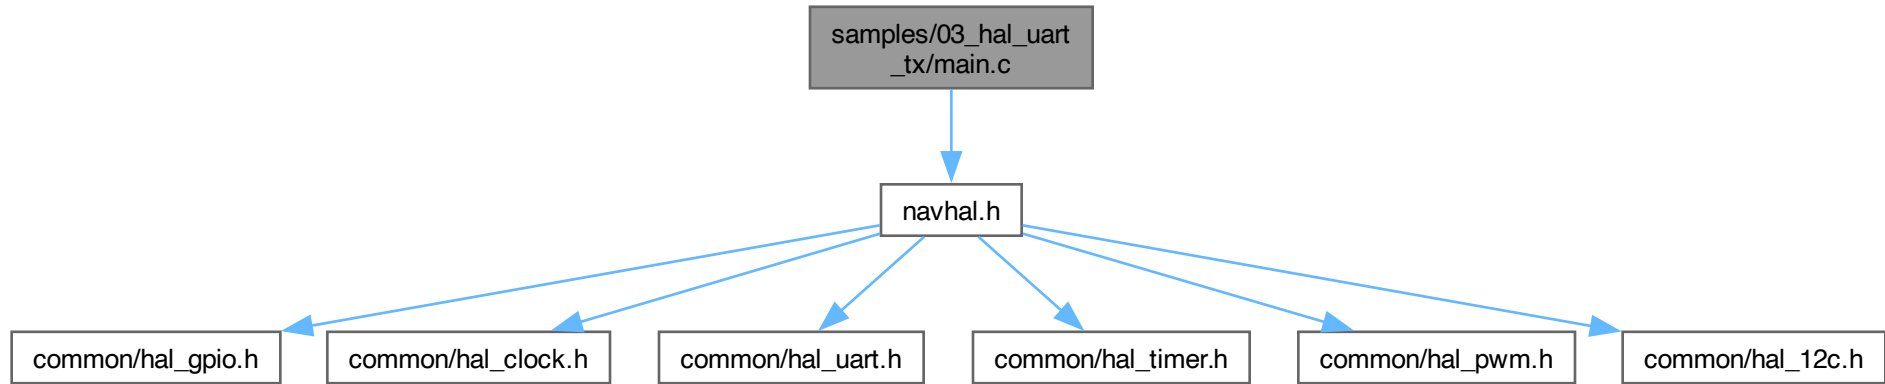 samples/03_hal_uart
_tx/main.c
navhal.h
common/hal_gpio.h
common/hal_clock.h
common/hal_uart.h
common/hal_timer.h
common/hal_pwm.h
common/hal_12c.h